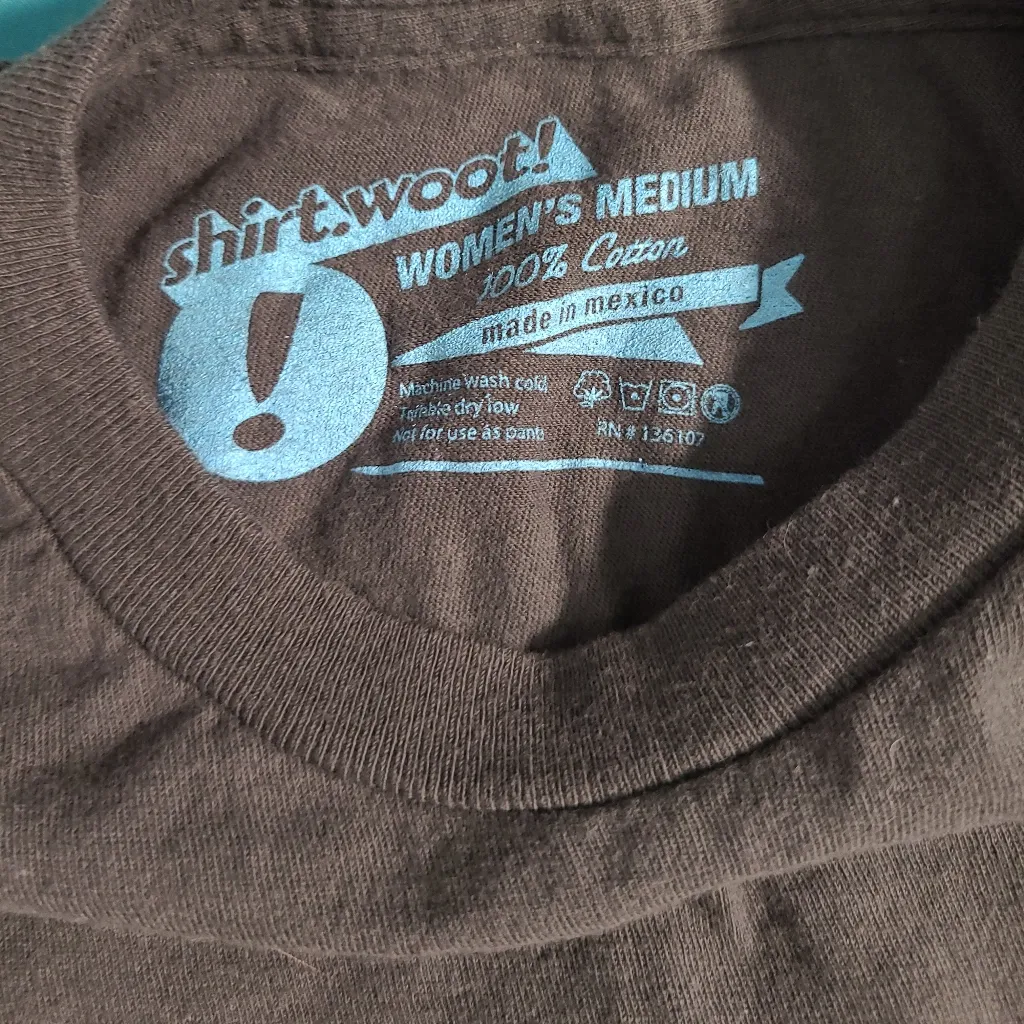 shirt.woot!
WOMEN'S MEDIUM
100% Cotton
made in mexico
Machine wash cold
dry low
Not for use as pants
RN # 136107